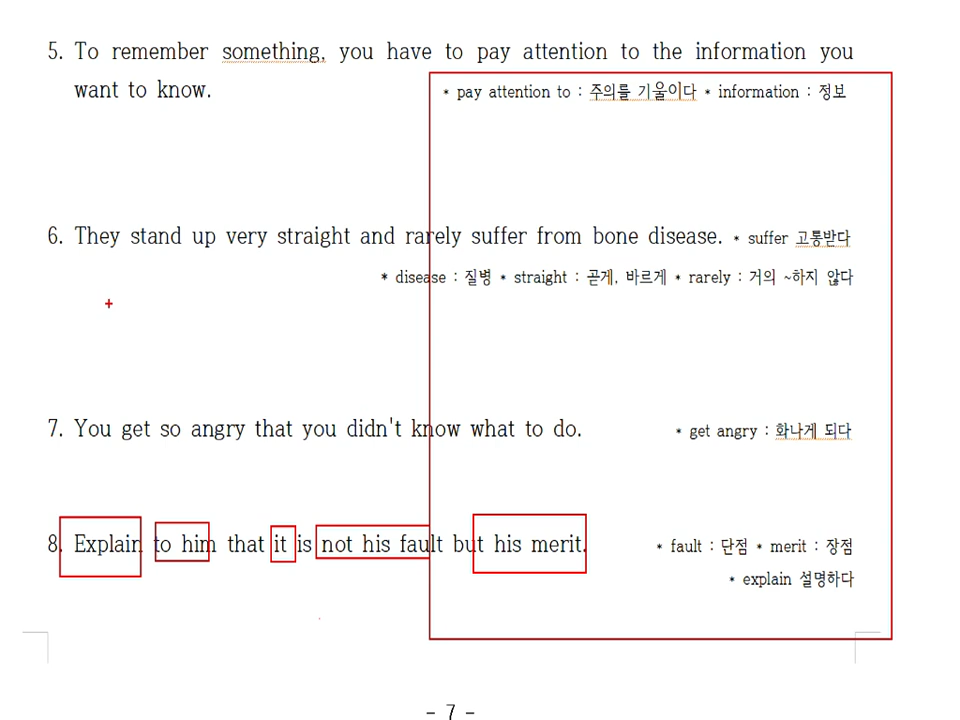 5. To remember something, you have to pay attention to the information you
want to know. * pay attention to : 주의를 기울이다 * information : 정보
6. They stand up very straight and rarely suffer from bone disease. * suffer 고통받다
* disease : 질병 * straight : 곧게, 바르게 * rarely : 거의 ~하지 않다
7. You get so angry that you didn't know what to do. * get angry : 화나게 되다
8. Explain to him that it is not his fault but his merit. * fault : 단점 * merit : 장점
* explain 설명하다
- 7 -